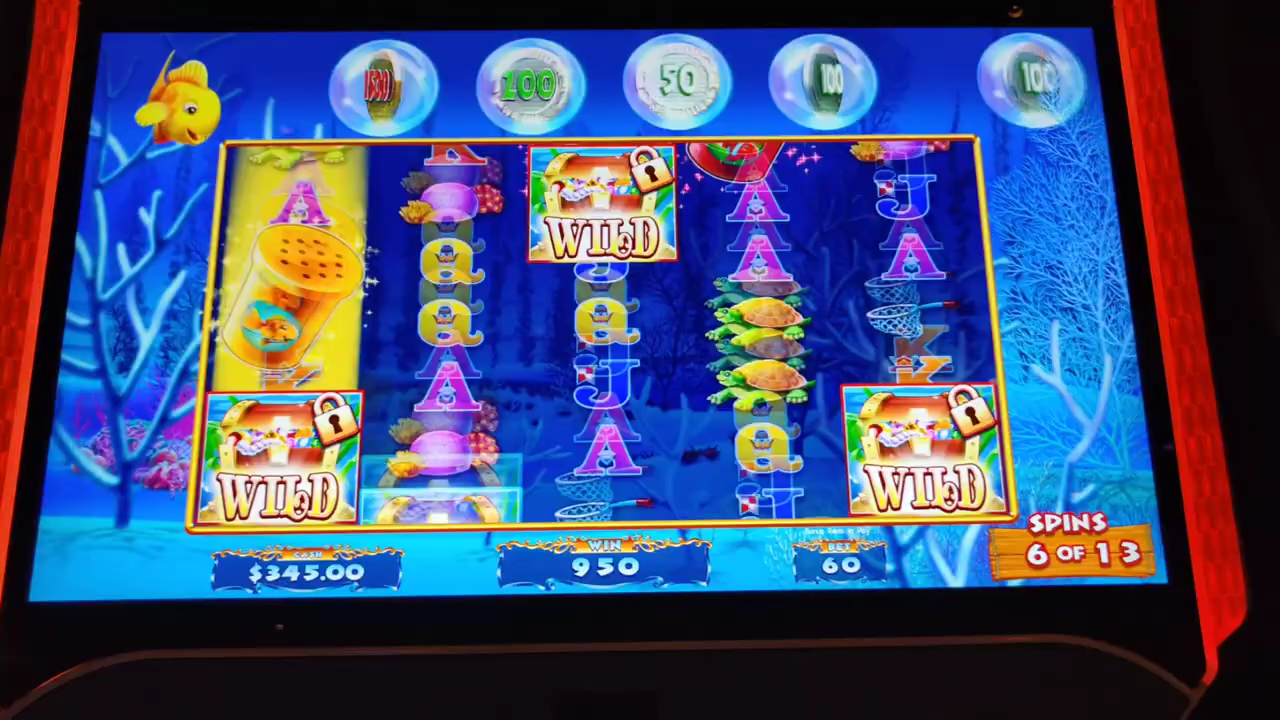 1500
100
50
100
100
K
A
WILD
J
A
Q
A
A
Q
Q
K
J
A
A
Q
K
J
WILD
WILD
SPINS
6 OF 13
CASH
$345.00
WIN
950
BET
60